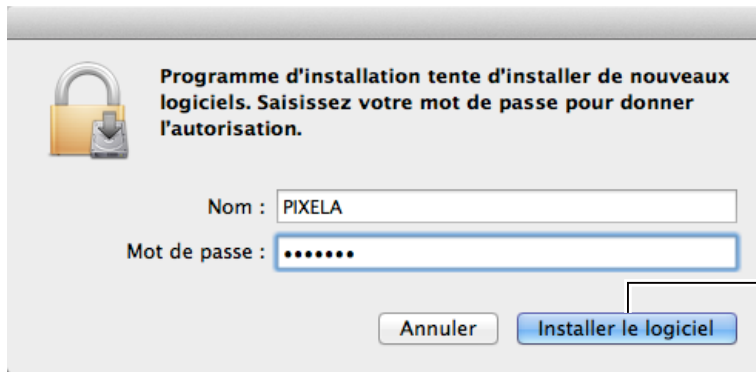 Programme d'installation tente d'installer de nouveaux
logiciels. Saisissez votre mot de passe pour donner
l'autorisation.
Nom : PIXELA
Mot de passe : •••••••
Annuler Installer le logiciel